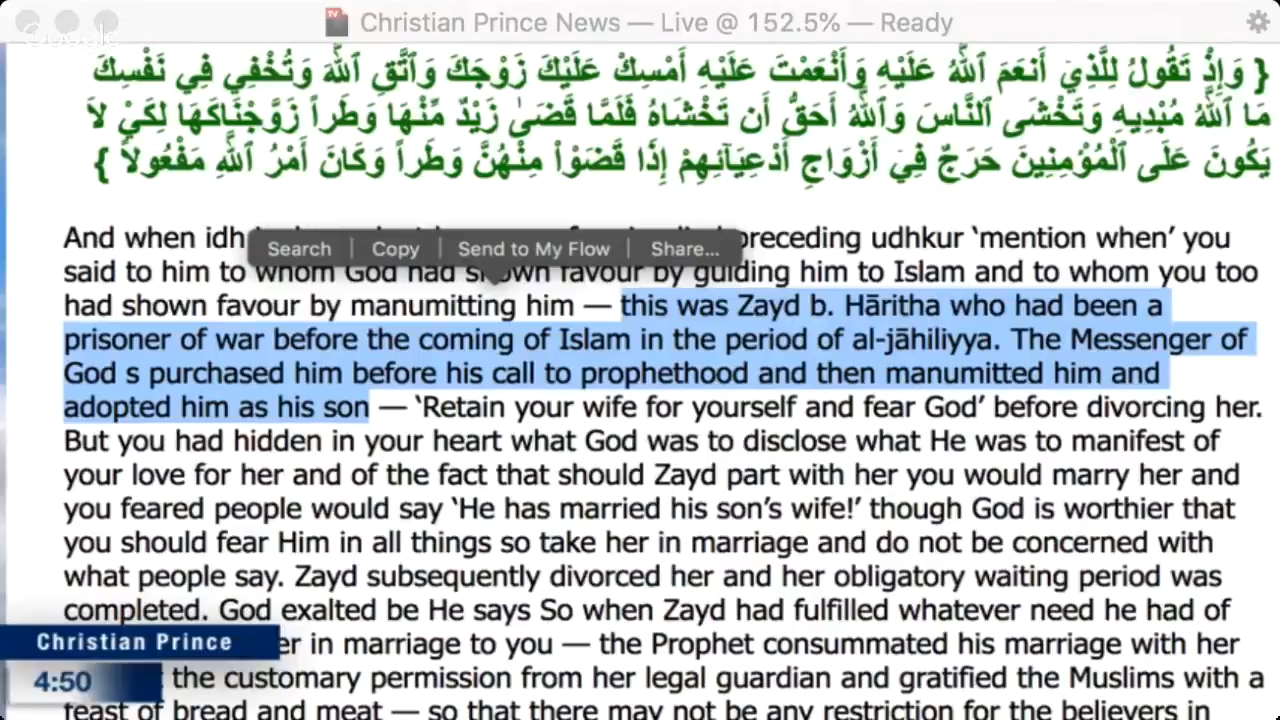 Christian Prince News — Live @ 152.5% — Ready
Google
{ وَإِذْ تَقُولُ لِلَّذِيۤ أَنعَمَ ٱللَّهُ عَلَيْهِ وَأَنْعَمْتَ عَلَيْهِ أَمْسِكْ عَلَيْكَ زَوْجَكَ وَٱتَّقِ ٱللَّهَ وَتُخْفِي فِي نَفْسِكَ
مَا ٱللَّهُ مُبْدِيهِ وَتَخْشَى ٱلنَّاسَ وَٱللَّهُ أَحَقُّ أَن تَخْشَاهُ فَلَمَّا قَضَىٰ زَيْدٌ مِّنْهَا وَطَراً زَوَّجْنَاكَهَا لِكَيْ لاَ
يَكُونَ عَلَى ٱلْمُؤْمِنِينَ حَرَجٌ فِيۤ أَزْوَاجِ أَدْعِيَآئِهِمْ إِذَا قَضَوْاْ مِنْهُنَّ وَطَراً وَكَانَ أَمْرُ ٱللَّهِ مَفْعُولاً }
And when idh preceding udhkur ‘mention when’ you
Search Copy Send to My Flow Share...
said to him to whom God had shown favour by guiding him to Islam and to whom you too
had shown favour by manumitting him — this was Zayd b. Hāritha who had been a
prisoner of war before the coming of Islam in the period of al-jāhiliyya. The Messenger of
God s purchased him before his call to prophethood and then manumitted him and
adopted him as his son — ‘Retain your wife for yourself and fear God’ before divorcing her.
But you had hidden in your heart what God was to disclose what He was to manifest of
your love for her and of the fact that should Zayd part with her you would marry her and
you feared people would say ‘He has married his son’s wife!’ though God is worthier that
you should fear Him in all things so take her in marriage and do not be concerned with
what people say. Zayd subsequently divorced her and her obligatory waiting period was
completed. God exalted be He says So when Zayd had fulfilled whatever need he had of
er in marriage to you — the Prophet consummated his marriage with her
Christian Prince
the customary permission from her legal guardian and gratified the Muslims with a
4:50
feast of bread and meat — so that there may not be any restriction for the believers in